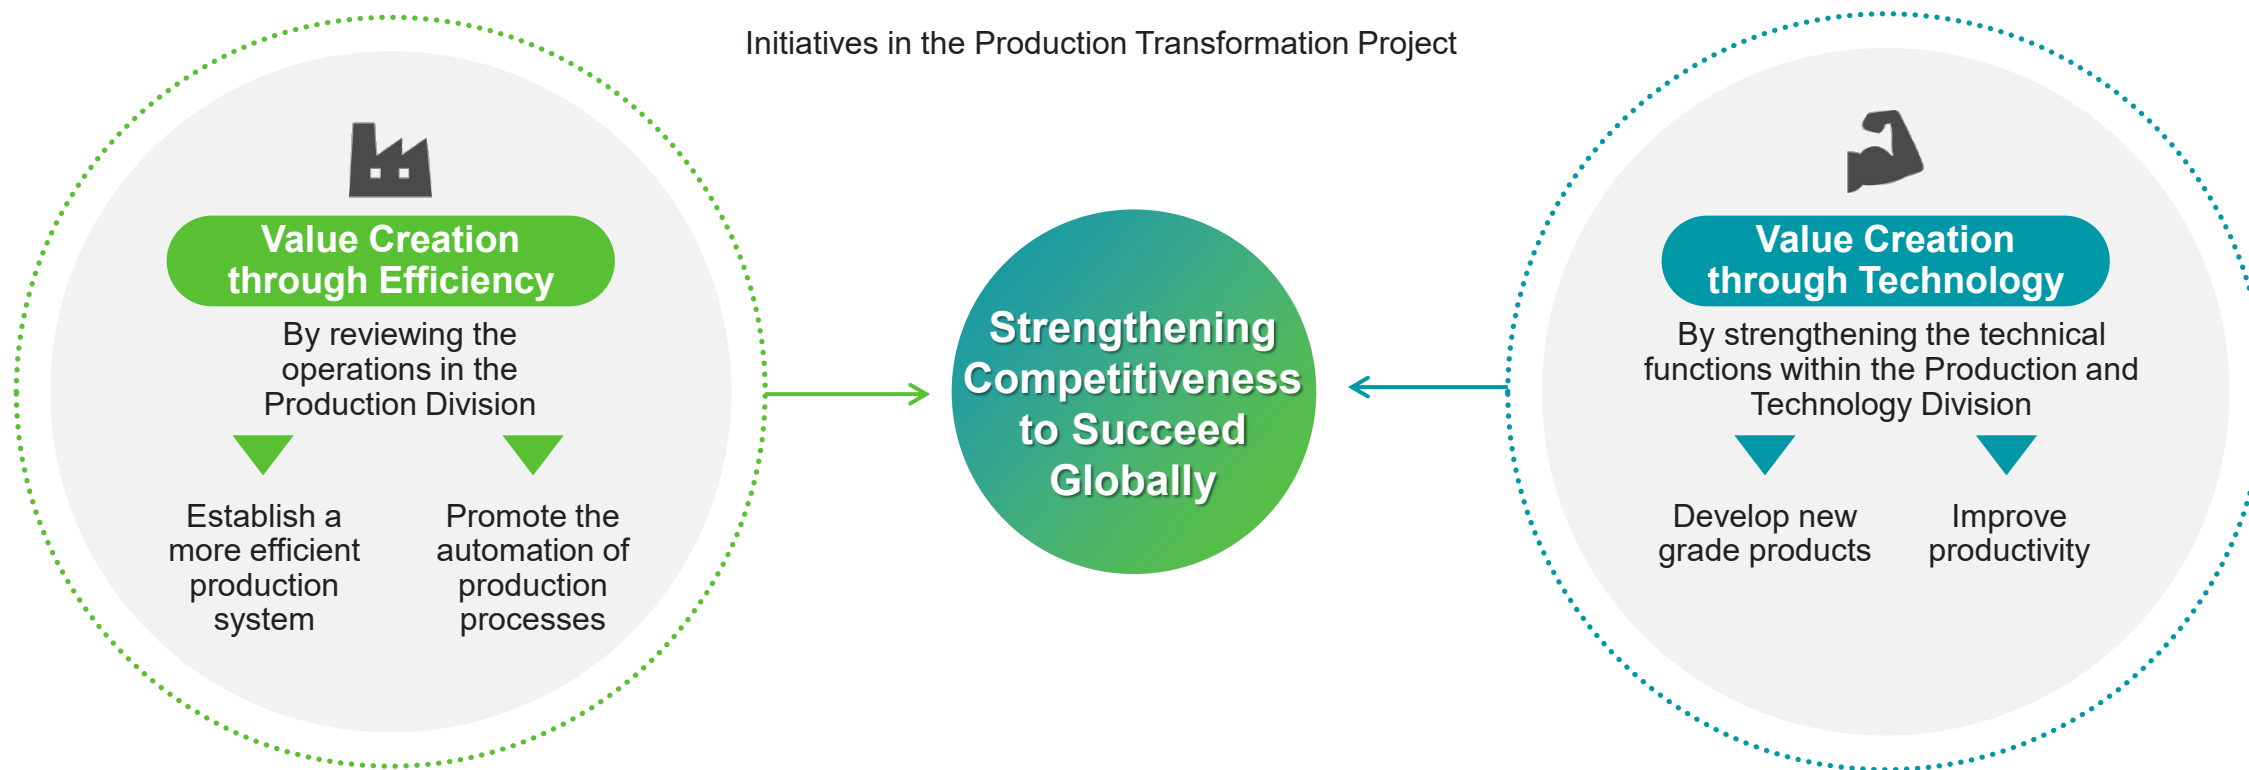 Initiatives in the Production Transformation Project
Value Creation
through Efficiency
By reviewing the
operations in the
Production Division
Establish a
more efficient
production
system
Promote the
automation of
production
processes
Strengthening
Competitiveness
to Succeed
Globally
Value Creation
through Technology
By strengthening the technical
functions within the Production and
Technology Division
Develop new
grade products
Improve
productivity